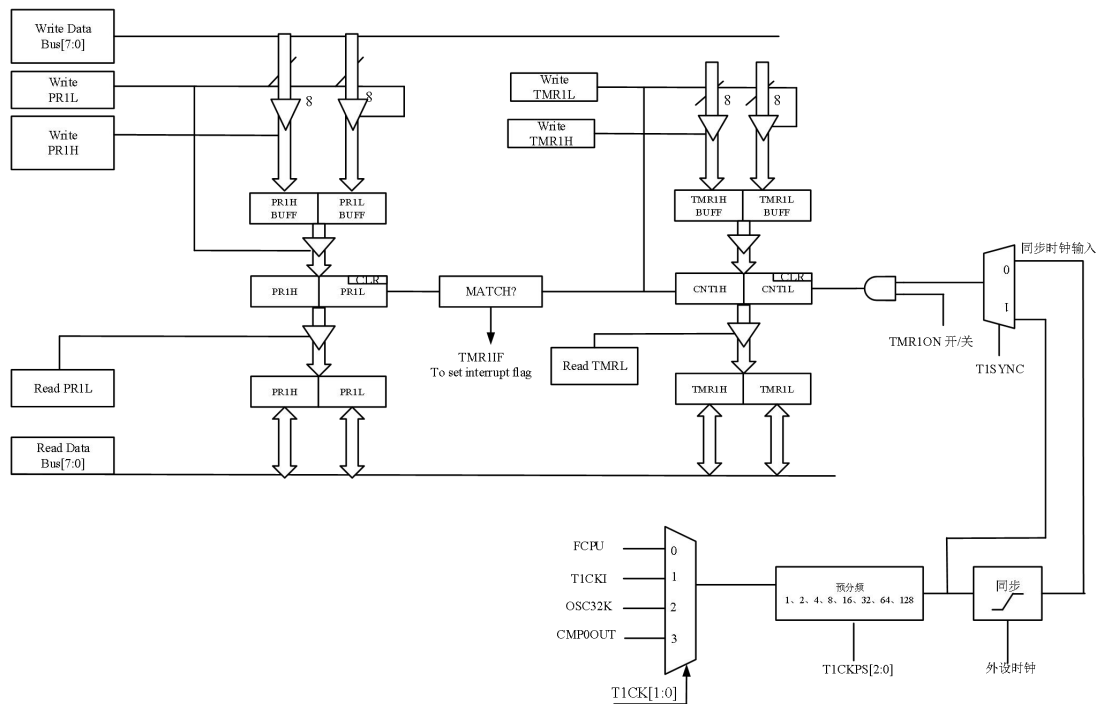 Write Data
Bus[7:0]
Write
PR1L
Write
PR1H
8
8
Write
TMR1L
Write
TMR1H
8
8
PR1H
BUFF
PR1L
BUFF
TMR1H
BUFF
TMR1L
BUFF
同步时钟输入
0
1
CLR
PR1H
PR1L
MATCH?
CLR
CNT1H
CNT1L
TMR1ON 开/关
T1SYNC
TMR1IF
To set interrupt flag
Read TMRL
Read PR1L
PR1H
PR1L
TMR1H
TMR1L
Read Data
Bus[7:0]
FCPU
0
T1CKI
1
OSC32K
2
CMP0OUT
3
预分频
1、2、4、8、16、32、64、128
同步
T1CKPS[2:0]
外设时钟
T1CK[1:0]